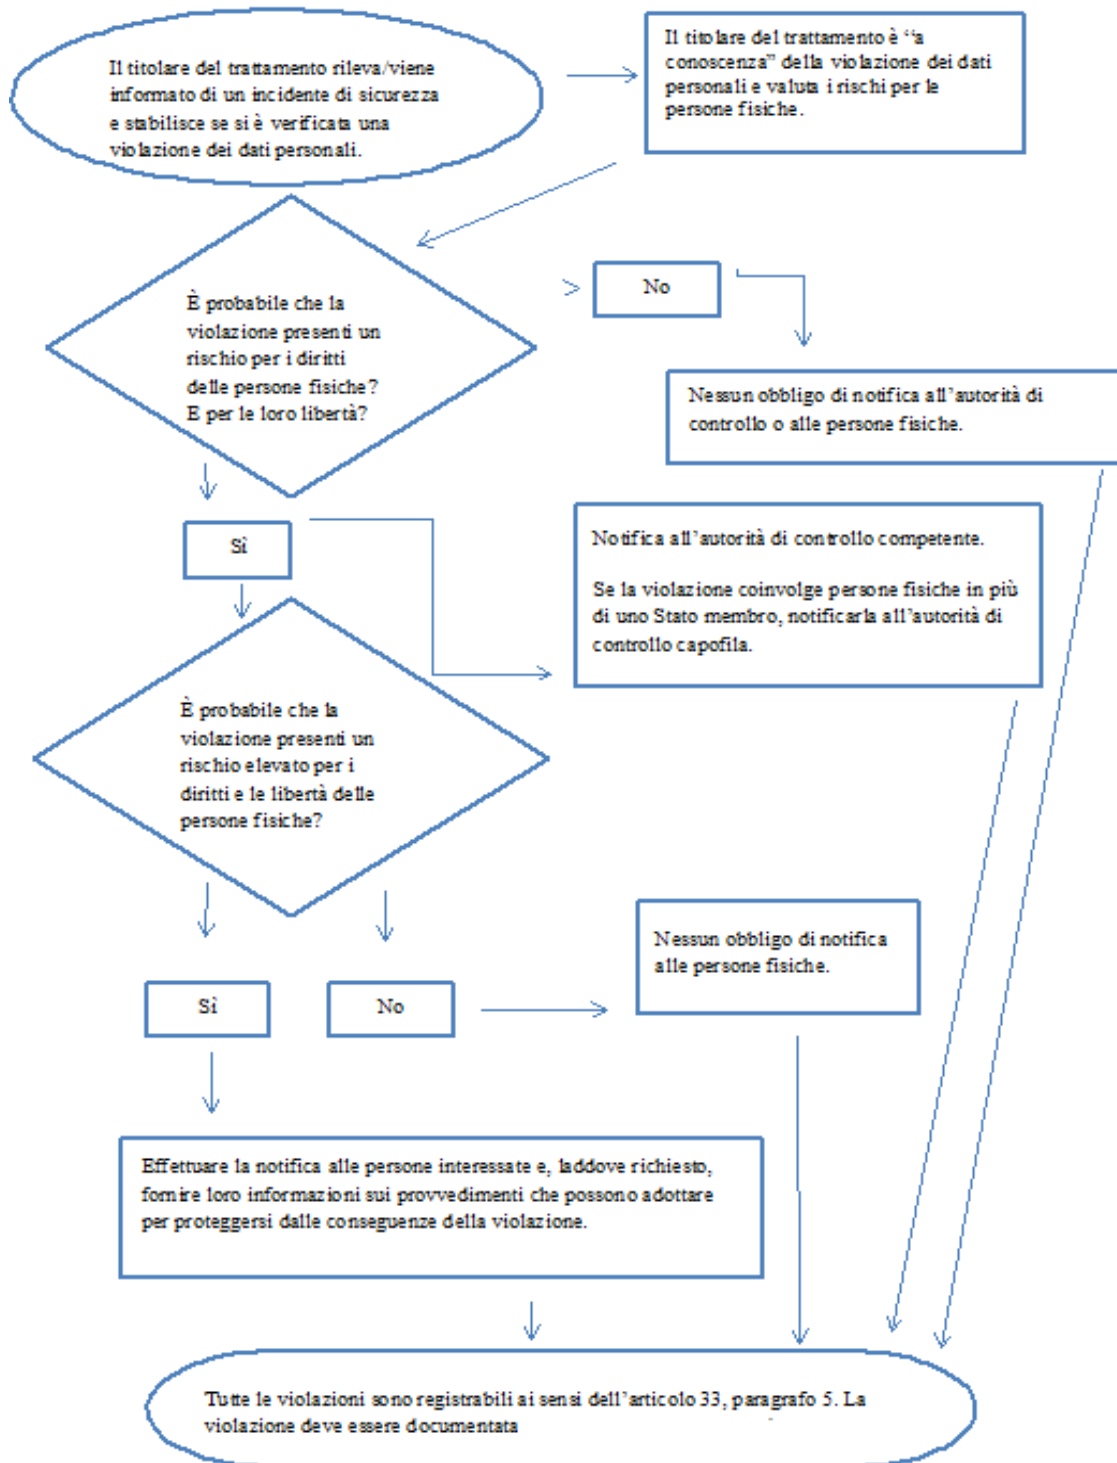 Il titolare del trattamento rileva/viene
informato di un incidente di sicurezza
e stabilisce se si è verificata una
violazione dei dati personali.
Il titolare del trattamento è “a
conoscenza” della violazione dei dati
personali e valuta i rischi per le
persone fisiche.
È probabile che la
violazione presenti un
rischio per i diritti
delle persone fisiche?
E per le loro libertà?
No
Nessun obbligo di notifica all’autorità di
controllo o alle persone fisiche.
Sì
Notifica all’autorità di controllo competente.
Se la violazione coinvolge persone fisiche in più
di uno Stato membro, notificarla all’autorità di
controllo capofila.
È probabile che la
violazione presenti un
rischio elevato per i
diritti e le libertà delle
persone fisiche?
Nessun obbligo di notifica
alle persone fisiche.
Sì
No
Effettuare la notifica alle persone interessate e, laddove richiesto,
fornire loro informazioni sui provvedimenti che possono adottare
per proteggersi dalle conseguenze della violazione.
Tutte le violazioni sono registrabili ai sensi dell’articolo 33, paragrafo 5. La
violazione deve essere documentata